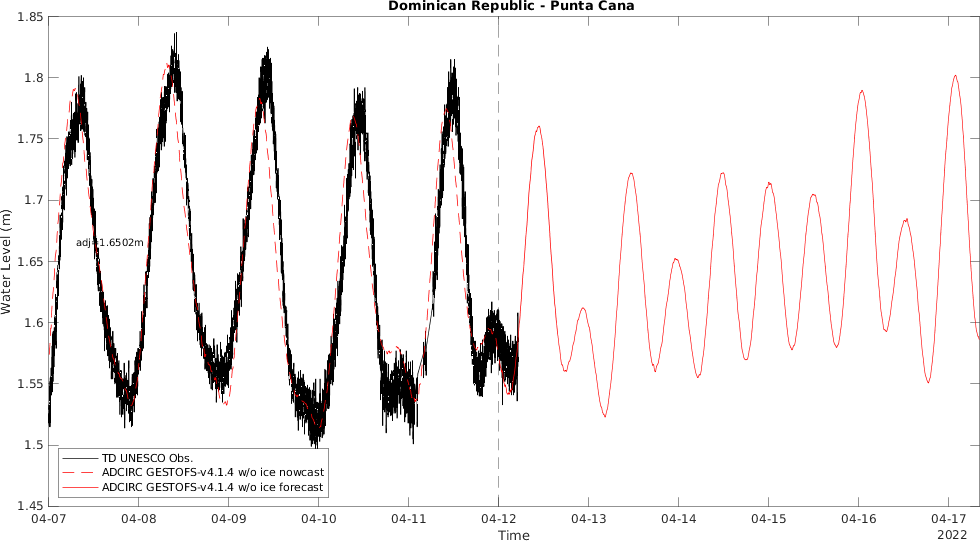 Dominican Republic - Punta Cana
1.85
1.8
1.75
1.7
1.65
1.6
1.55
1.5
1.45
Water Level (m)
adj=1.6502m
TD UNESCO Obs.
ADCIRC GESTOFS-v4.1.4 w/o ice nowcast
ADCIRC GESTOFS-v4.1.4 w/o ice forecast
04-07 04-08 04-09 04-10 04-11 04-12 04-13 04-14 04-15 04-16 04-17
Time 2022